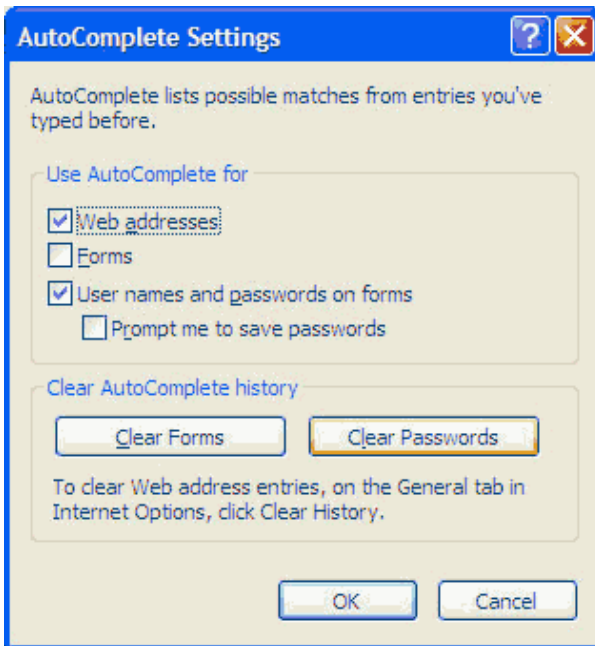 AutoComplete Settings
AutoComplete lists possible matches from entries you've
typed before.
Use AutoComplete for
Web addresses
Forms
User names and passwords on forms
Prompt me to save passwords
Clear AutoComplete history
Clear Forms
Clear Passwords
To clear Web address entries, on the General tab in
Internet Options, click Clear History.
OK
Cancel